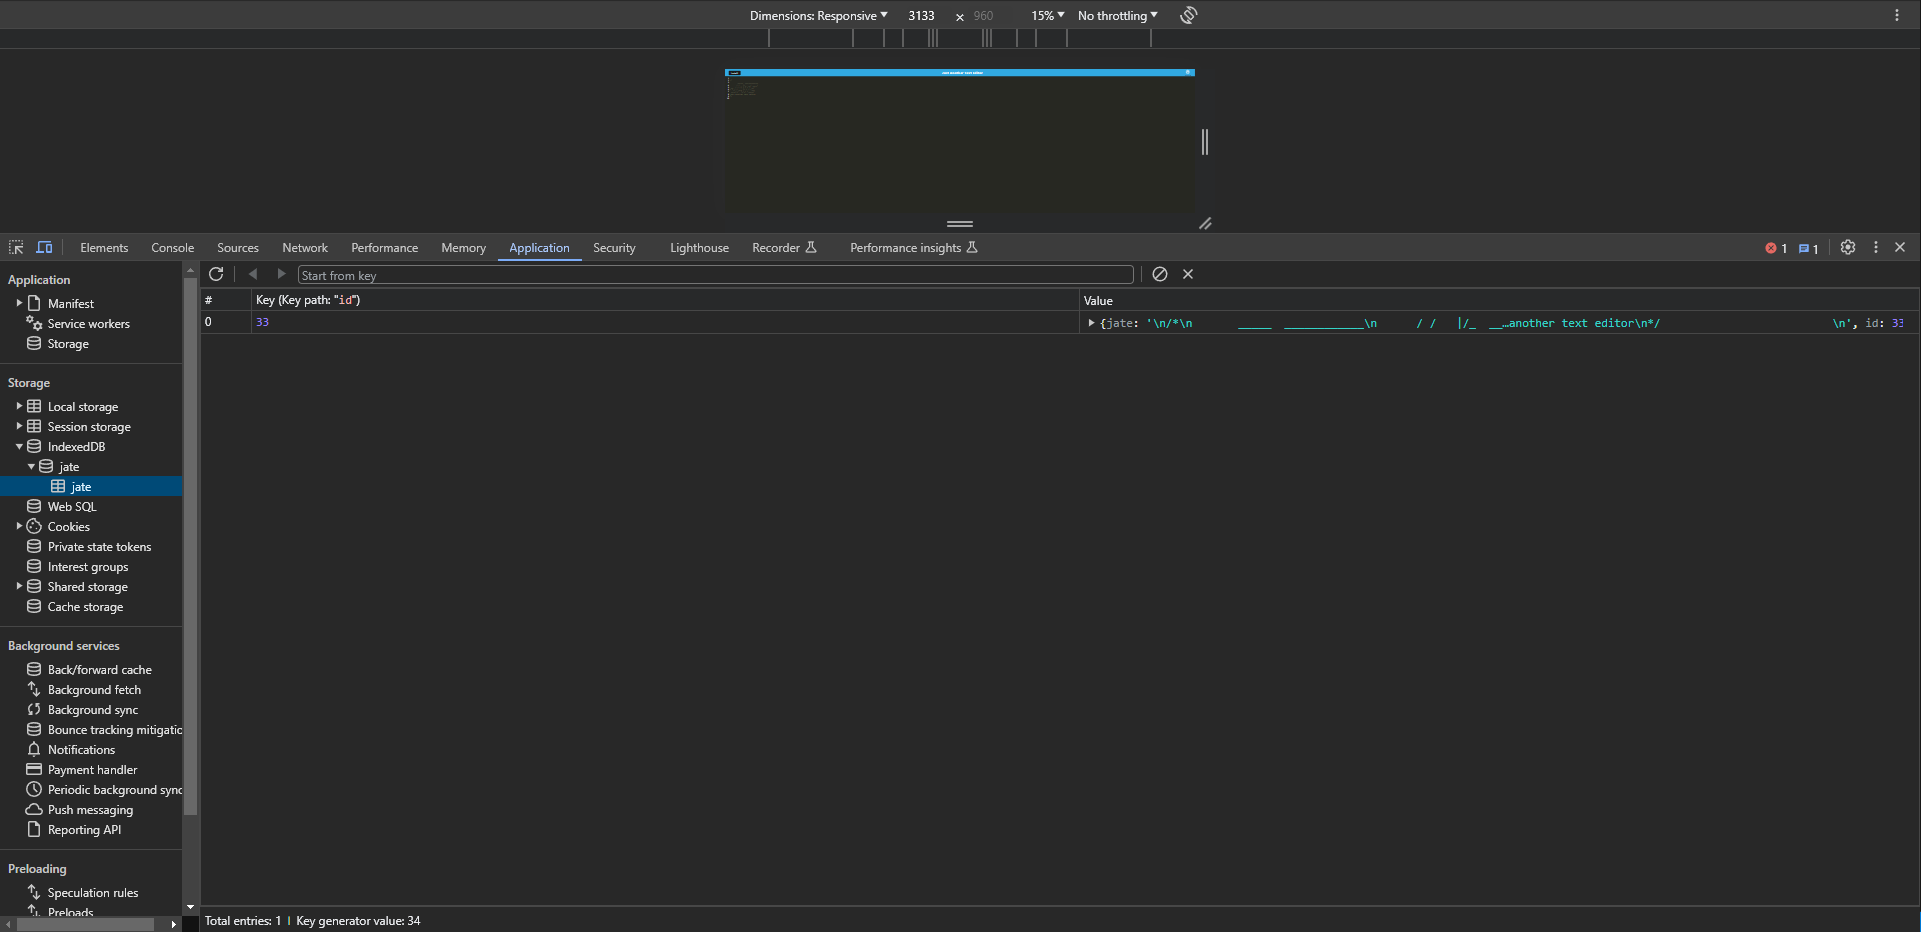 Dimensions: Responsive 3133 × 960 15% No throttling
Elements Console Sources Network Performance Memory Application Security Lighthouse Recorder Performance insights 1 1
Application
Manifest
Service workers
Storage
Storage
Local storage
Session storage
IndexedDB
jate
jate
Web SQL
Cookies
Private state tokens
Interest groups
Shared storage
Cache storage
Background services
Back/forward cache
Background fetch
Background sync
Bounce tracking mitigatio
Notifications
Payment handler
Periodic background sync
Push messaging
Reporting API
Preloading
Speculation rules
Preloads
Start from key
# Key (Key path: "id") Value
0 33 {jate: '\n/*\n _____ ____________\n / / |/_ __…another text editor\n*/ \n', id: 33
Total entries: 1 Key generator value: 34